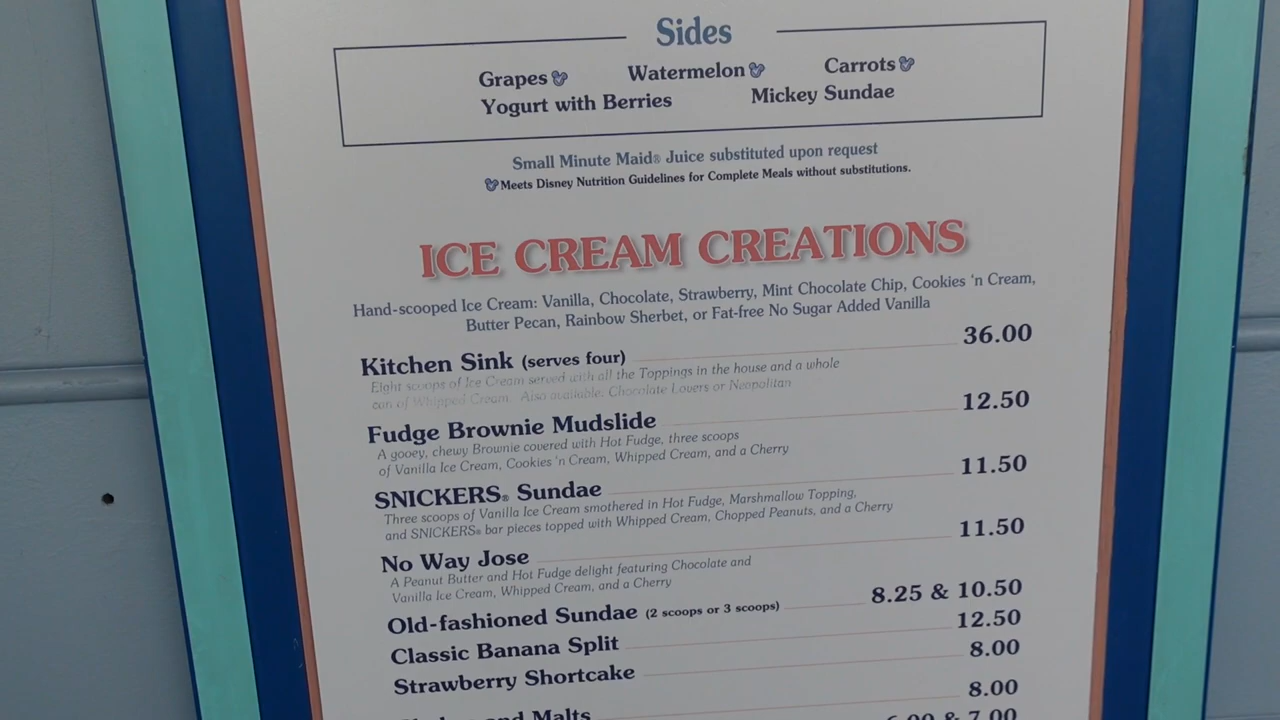 Sides
Grapes Watermelon Carrots
Yogurt with Berries Mickey Sundae
Small Minute Maid® Juice substituted upon request
Meets Disney Nutrition Guidelines for Complete Meals without substitutions.
ICE CREAM CREATIONS
Hand-scooped Ice Cream: Vanilla, Chocolate, Strawberry, Mint Chocolate Chip, Cookies 'n Cream,
Butter Pecan, Rainbow Sherbet, or Fat-free No Sugar Added Vanilla
Kitchen Sink (serves four) 36.00
Eight scoops of Ice Cream served with all the Toppings in the house and a whole
can of Whipped Cream. Also available: Chocolate Lovers or Neopolitan
Fudge Brownie Mudslide 12.50
A gooey, chewy Brownie covered with Hot Fudge, three scoops
of Vanilla Ice Cream, Cookies 'n Cream, Whipped Cream, and a Cherry
SNICKERS® Sundae 11.50
Three scoops of Vanilla Ice Cream smothered in Hot Fudge, Marshmallow Topping,
and SNICKERS® bar pieces topped with Whipped Cream, Chopped Peanuts, and a Cherry
No Way Jose 11.50
A Peanut Butter and Hot Fudge delight featuring Chocolate and
Vanilla Ice Cream, Whipped Cream, and a Cherry
Old-fashioned Sundae (2 scoops or 3 scoops) 8.25 & 10.50
Classic Banana Split 12.50
Strawberry Shortcake 8.00
and Malts 8.00
& 7.00